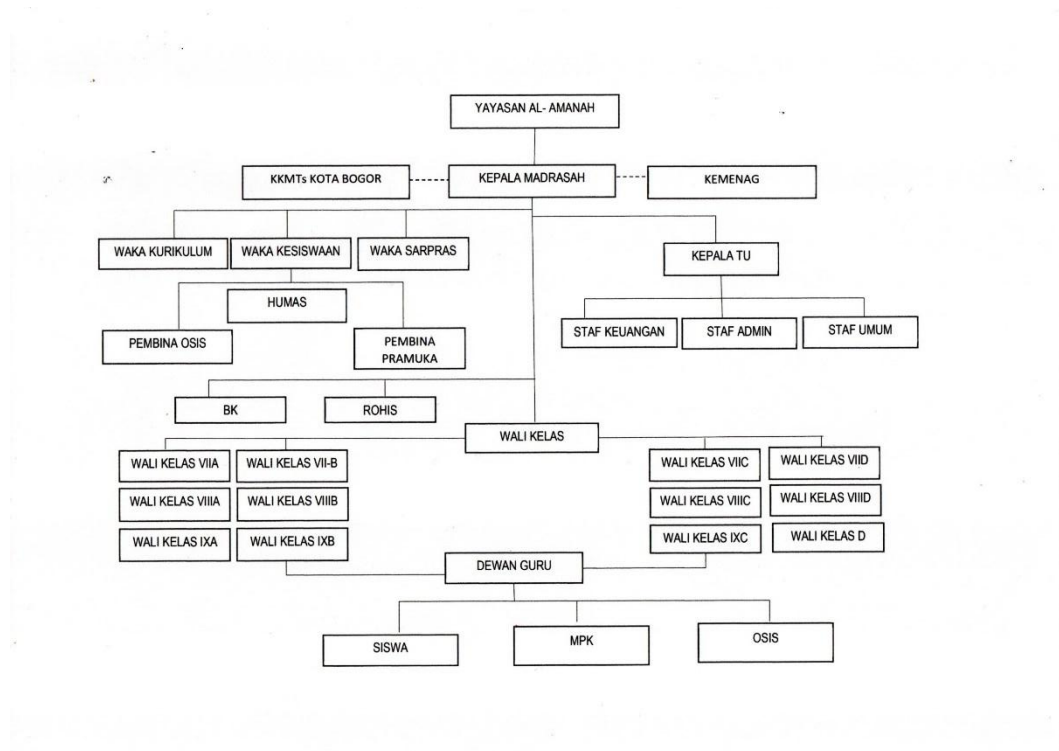 YAYASAN AL- AMANAH
KKMTs KOTA BOGOR
KEPALA MADRASAH
KEMENAG
WAKA KURIKULUM
WAKA KESISWAAN
WAKA SARPRAS
KEPALA TU
HUMAS
PEMBINA OSIS
PEMBINA
PRAMUKA
STAF KEUANGAN
STAF ADMIN
STAF UMUM
BK
ROHIS
WALI KELAS
WALI KELAS VIIA
WALI KELAS VII-B
WALI KELAS VIIC
WALI KELAS VIID
WALI KELAS VIIIA
WALI KELAS VIIIB
WALI KELAS VIIIC
WALI KELAS VIIID
WALI KELAS IXA
WALI KELAS IXB
WALI KELAS IXC
WALI KELAS D
DEWAN GURU
SISWA
MPK
OSIS